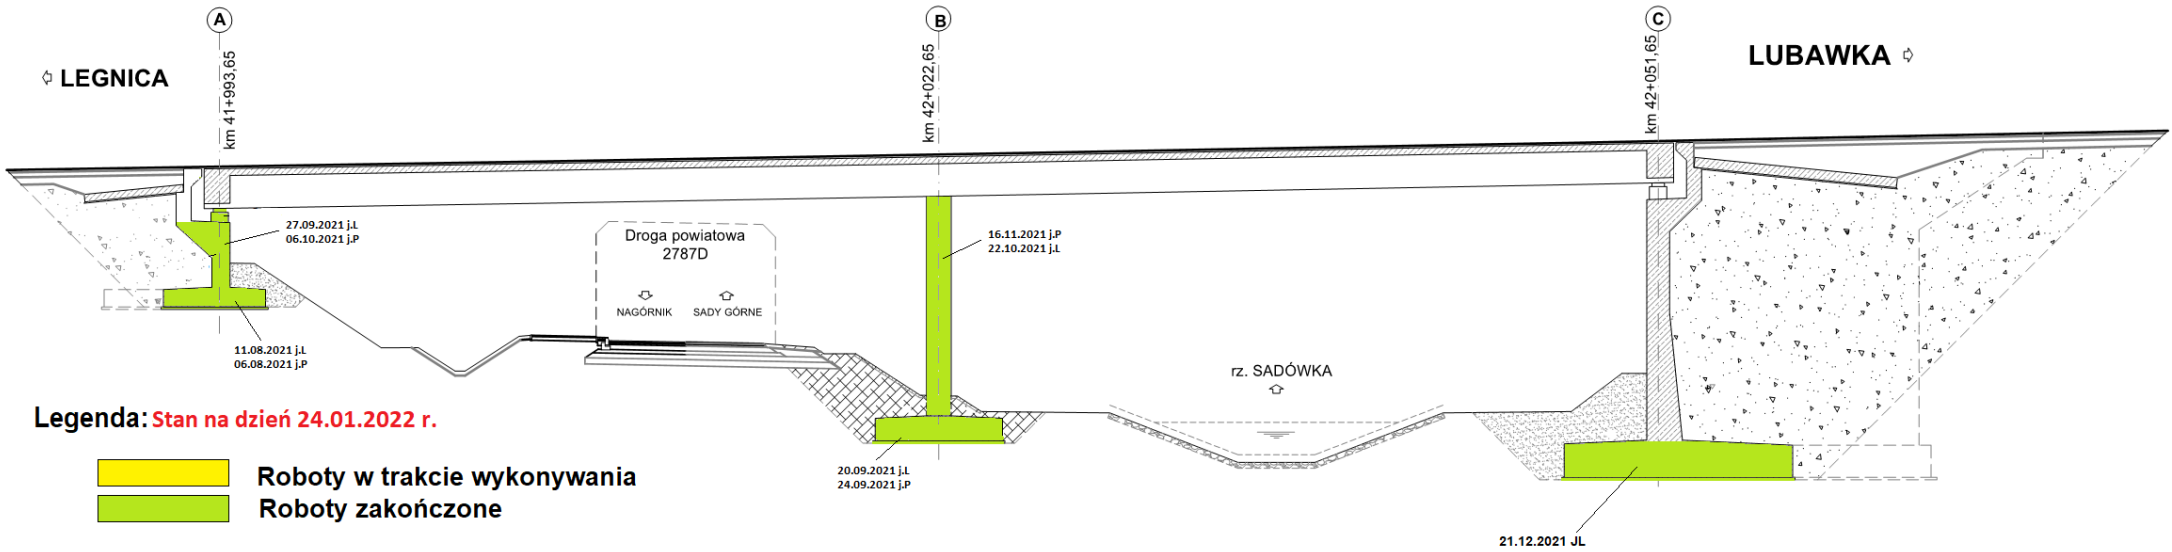 A
B
C
km 41+993,65
km 42+022,65
km 42+051,65
LEGNICA
LUBAWKA
27.09.2021 j.L
06.10.2021 j.P
Droga powiatowa
2787D
NAGÓRNIK SADY GÓRNE
16.11.2021 j.P
22.10.2021 j.L
11.08.2021 j.L
06.08.2021 j.P
rz. SADÓWKA
Legenda: Stan na dzień 24.01.2022 r.
Roboty w trakcie wykonywania
Roboty zakończone
20.09.2021 j.L
24.09.2021 j.P
21.12.2021 JL